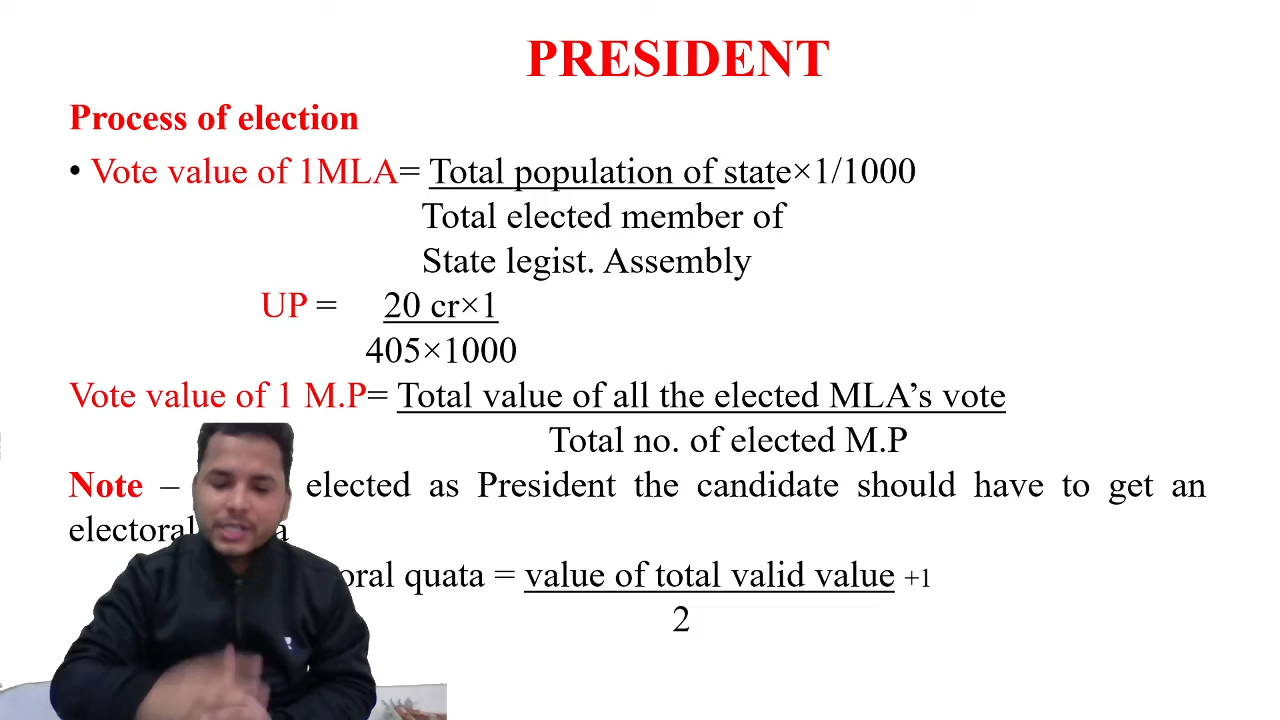 PRESIDENT
Process of election
• Vote value of 1MLA= Total population of state×1/1000
Total elected member of
State legist. Assembly
UP = 20 cr×1
405×1000
Vote value of 1 M.P= Total value of all the elected MLA’s vote
Total no. of elected M.P
Note – elected as President the candidate should have to get an
electoral
quata = value of total valid value +1
2